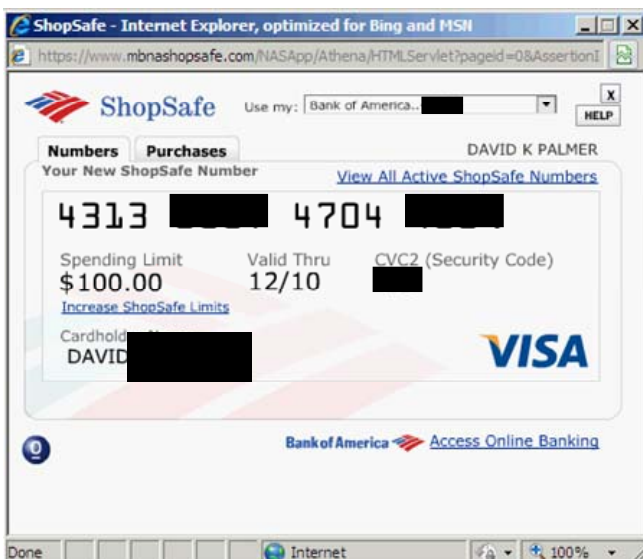 ShopSafe - Internet Explorer, optimized for Bing and MSN
https://www.mbnashopsafe.com/NASApp/Athena/HTMLServlet?pageid=0&AssertionI
ShopSafe Use my: Bank of America.. X
HELP
Numbers Purchases DAVID K PALMER
Your New ShopSafe Number View All Active ShopSafe Numbers
4313 4704
Spending Limit Valid Thru CVC2 (Security Code)
$100.00 12/10
Increase ShopSafe Limits
DAVID
VISA
Bank of America Access Online Banking
Done Internet 100%